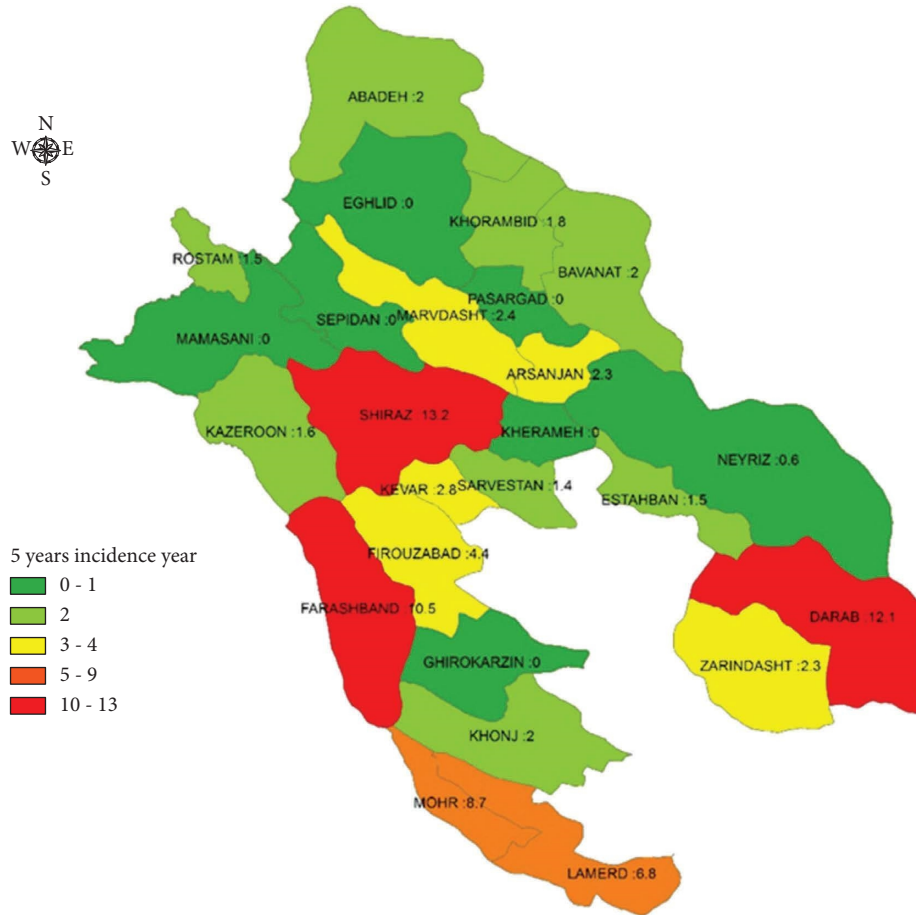 ABADEH :2
N
W E
S
EGHLID :0
KHORAMBID :1.8
ROSTAM :1.5
BAVANAT :2
PASARGAD :0
SEPIDAN :0
MARVDASHT :2.4
MAMASANI :0
ARSANJAN :2.3
SHIRAZ 13.2
KAZEROON :1.6
KHERAMEH :0
NEYRIZ :0.6
KEVAR :2.8
SARVESTAN :1.4
ESTAHBAN :1.5
FIROUZABAD :4.4
5 years incidence year
0 - 1
2
3 - 4
5 - 9
10 - 13
FARASHBAND 10.5
DARAB :12.1
GHIROKARZIN :0
ZARINDASHT :2.3
KHONJ :2
MOHR :8.7
LAMERD :6.8